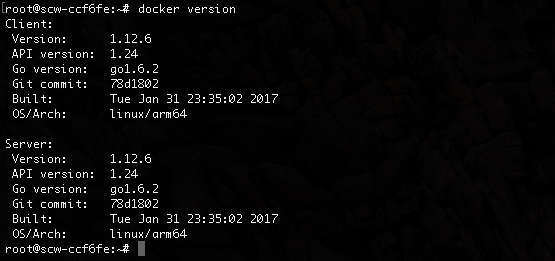 root@scw-ccf6fe:~# docker version
Client:
 Version:      1.12.6
 API version:  1.24
 Go version:   go1.6.2
 Git commit:   78d1802
 Built:        Tue Jan 31 23:35:02 2017
 OS/Arch:      linux/arm64

Server:
 Version:      1.12.6
 API version:  1.24
 Go version:   go1.6.2
 Git commit:   78d1802
 Built:        Tue Jan 31 23:35:02 2017
 OS/Arch:      linux/arm64
root@scw-ccf6fe:~#